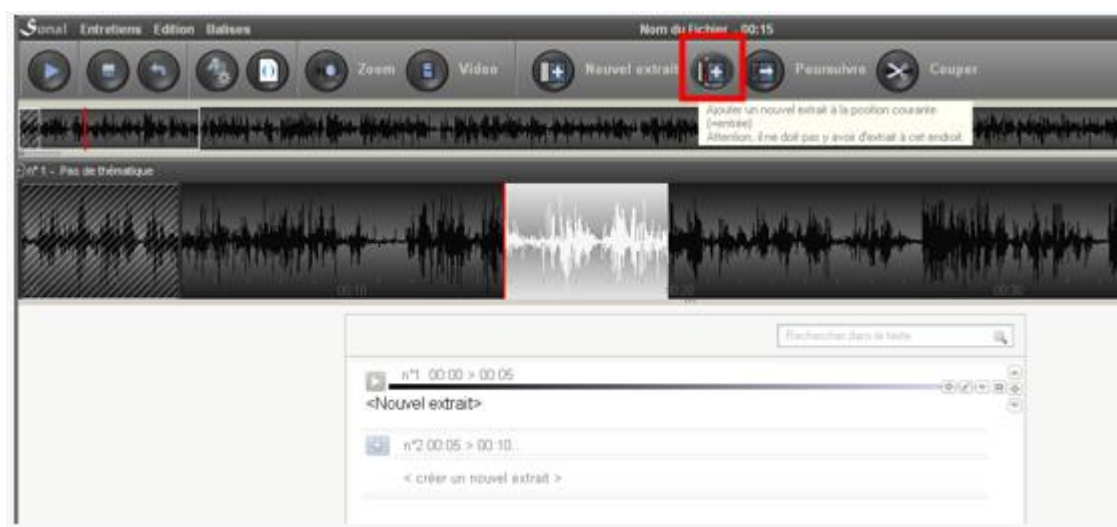 Sonal Entretiens Edition Balises
Nom du Fichier - 00:15
Zoom Video Nouvel extrait Poursuivre Couper
Ajouter un nouvel extrait à la position courante
(=entrée)
Attention, il ne doit pas y avoir d'extrait à cet endroit.
n° 1 - Pas de thématique
00:10 00:20 00:30
Rechercher dans le texte
n°1 00:00 > 00:05
<Nouvel extrait>
n°2 00:05 > 00:10...
< créer un nouvel extrait >